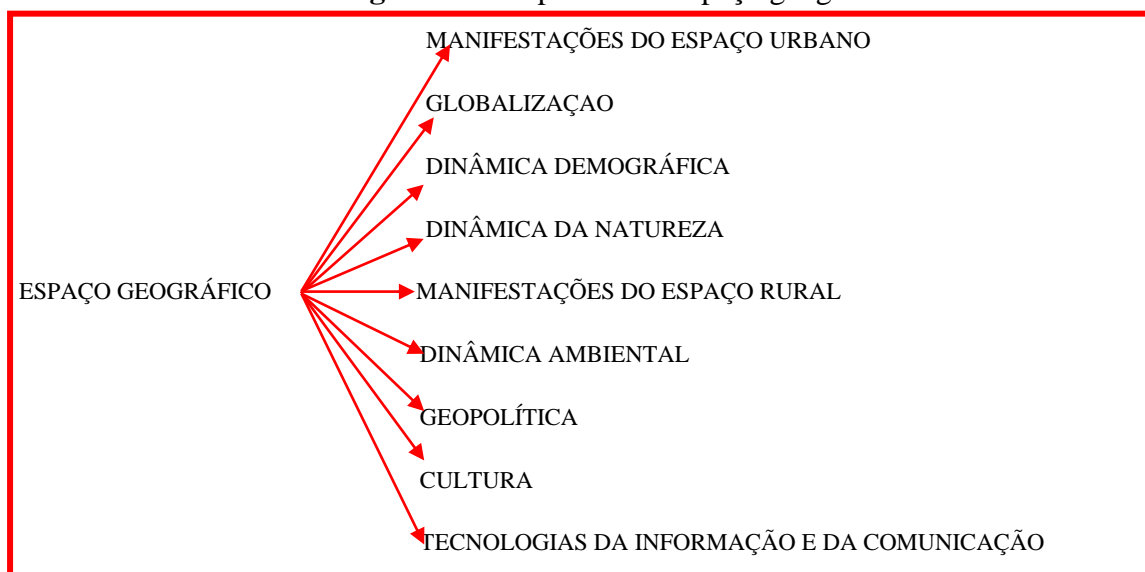 MANIFESTAÇÕES DO ESPAÇO URBANO
GLOBALIZAÇAO
DINÂMICA DEMOGRÁFICA
DINÂMICA DA NATUREZA
ESPAÇO GEOGRÁFICO
MANIFESTAÇÕES DO ESPAÇO RURAL
DINÂMICA AMBIENTAL
GEOPOLÍTICA
CULTURA
TECNOLOGIAS DA INFORMAÇÃO E DA COMUNICAÇÃO